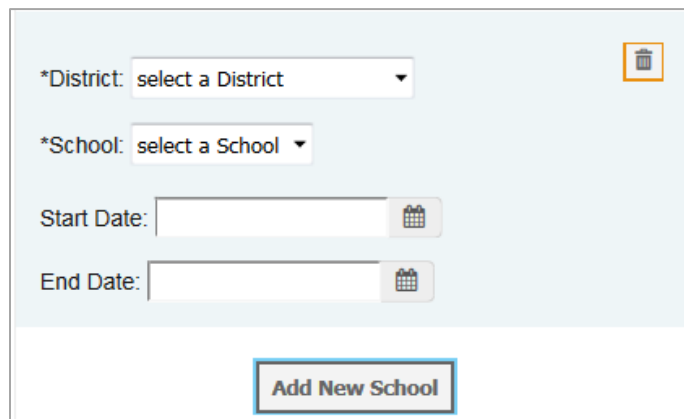 *District: select a District
*School: select a School
Start Date:
End Date:
Add New School